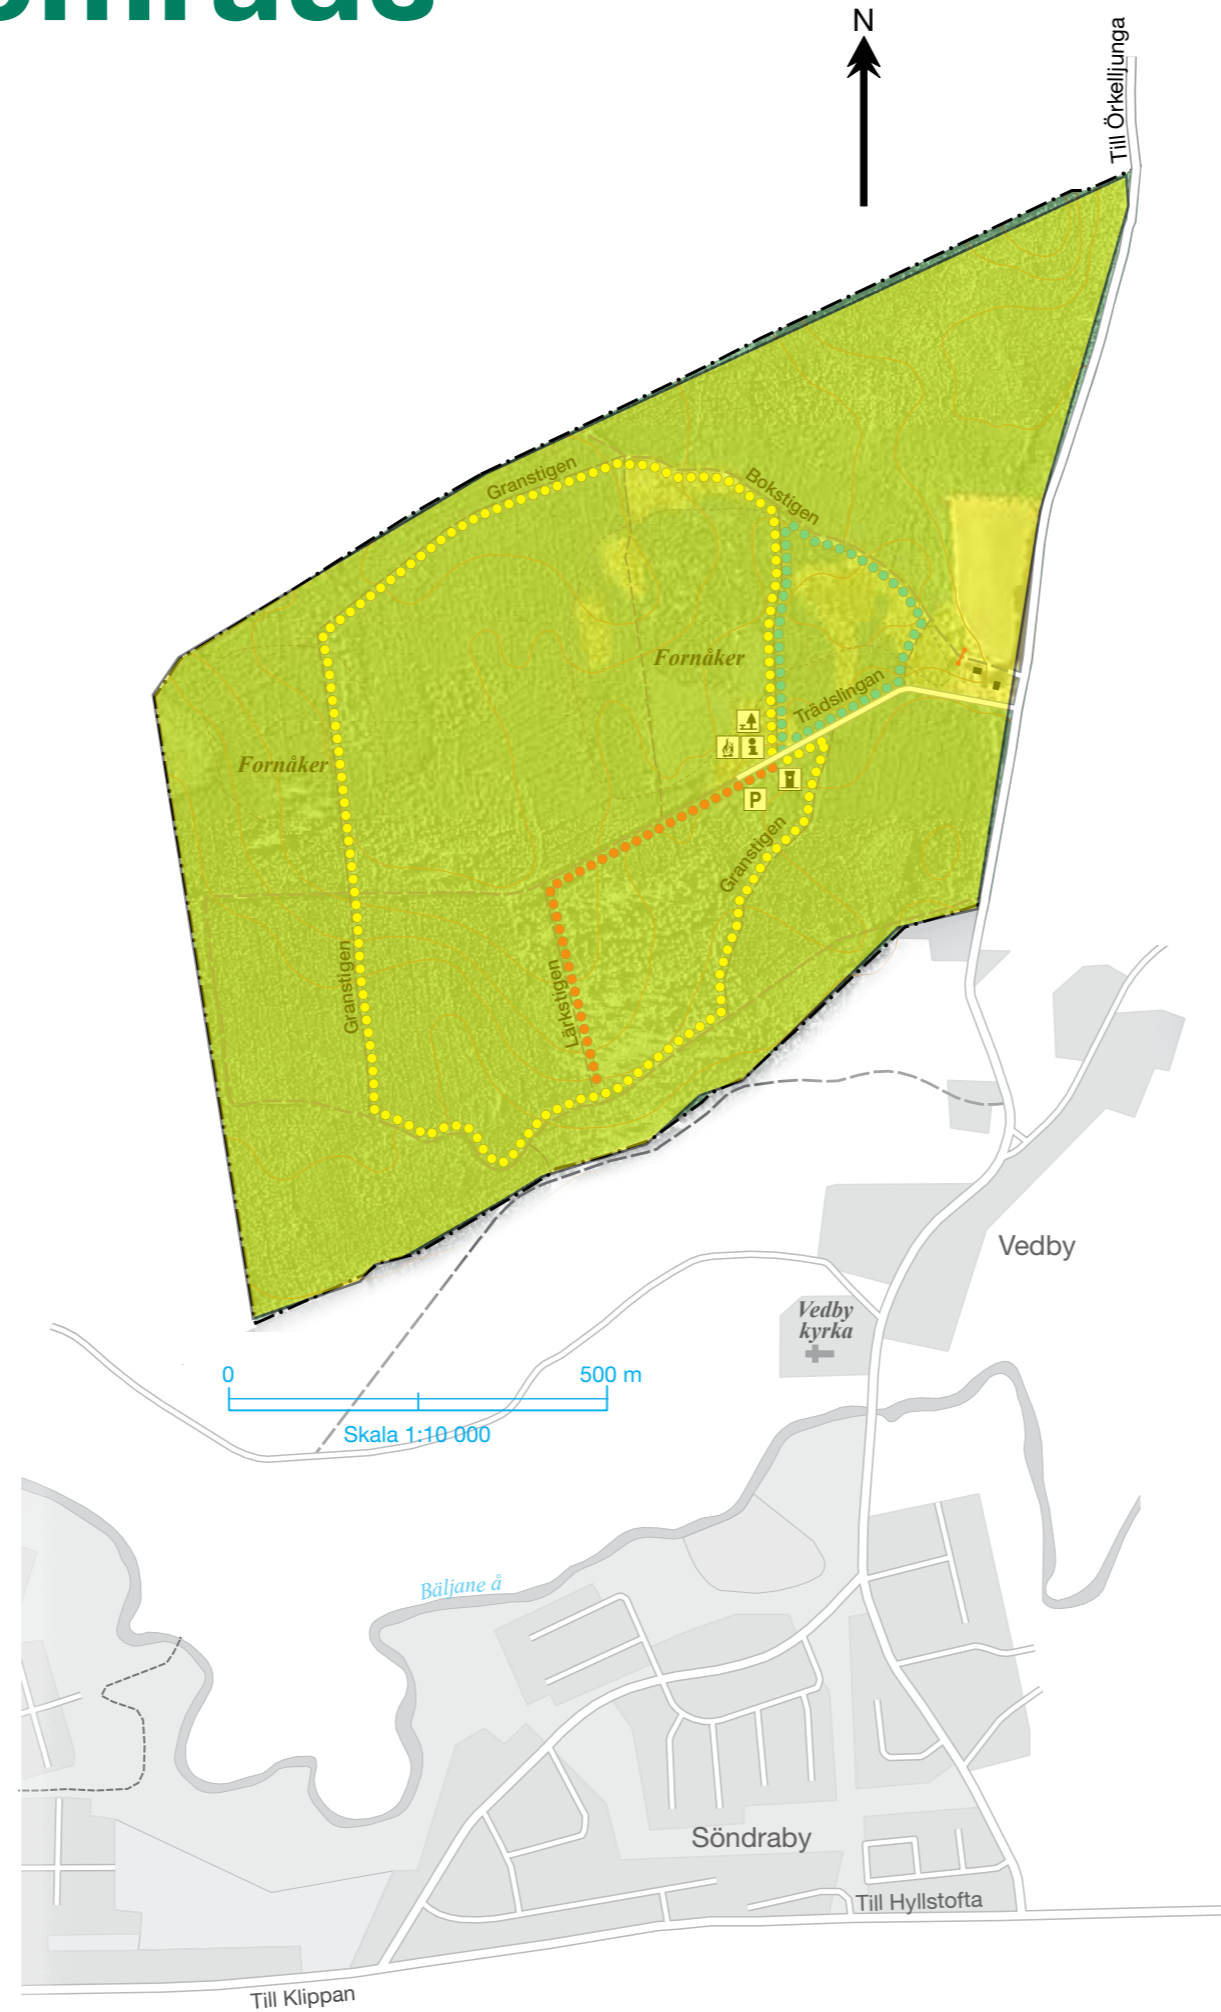 område
N
Till Örkelljunga
Granstigen
Bokstigen
Fornåker
Trädslingan
Fornåker
P
Granstigen
Granstigen
Lärkstigen
Vedby
Vedby
kyrka
0 500 m
Skala 1:10 000
Bäljane å
Söndraby
Till Hyllstofta
Till Klippan